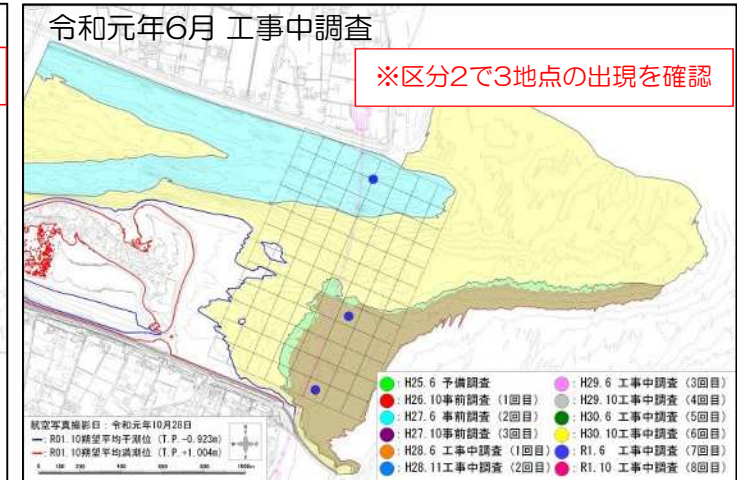 令和元年6月 工事中調査
※区分2で3地点の出現を確認
: H25.6 予備調査
: H26.10事前調査（1回目）
: H27.6 事前調査（2回目）
: H27.10事前調査（3回目）
: H28.6 工事中調査（1回目）
: H28.11工事中調査（2回目）
: H29.6 工事中調査（3回目）
: H29.10工事中調査（4回目）
: H30.6 工事中調査（5回目）
: H30.10工事中調査（6回目）
: R1.6 工事中調査（7回目）
: R1.10 工事中調査（8回目）
航空写真撮影日：令和元年10月28日
: R01.10朔望平均干潮位（T.P.-0.923m）
: R01.10朔望平均満潮位（T.P.+1.004m）